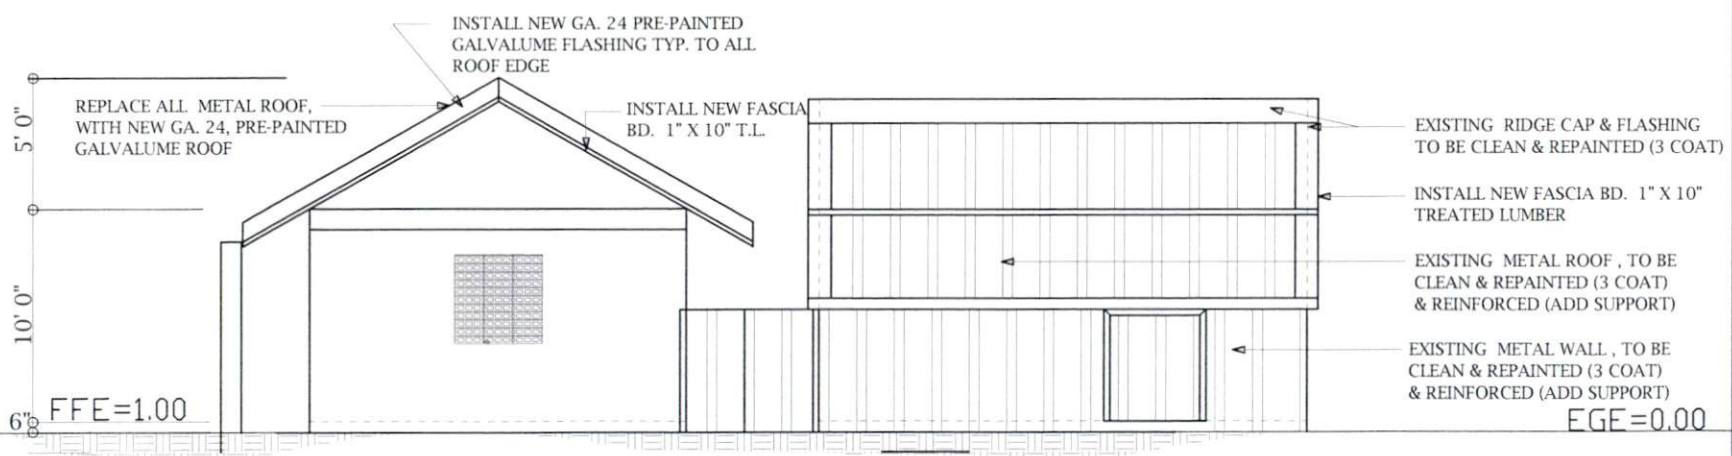 INSTALL NEW GA. 24 PRE-PAINTED
GALVALUME FLASHING TYP. TO ALL
ROOF EDGE
REPLACE ALL METAL ROOF,
WITH NEW GA. 24, PRE-PAINTED
GALVALUME ROOF
INSTALL NEW FASCIA
BD. 1" X 10" T.L.
EXISTING RIDGE CAP & FLASHING
TO BE CLEAN & REPAINTED (3 COAT)
INSTALL NEW FASCIA BD. 1" X 10"
TREATED LUMBER
EXISTING METAL ROOF , TO BE
CLEAN & REPAINTED (3 COAT)
& REINFORCED (ADD SUPPORT)
EXISTING METAL WALL , TO BE
CLEAN & REPAINTED (3 COAT)
& REINFORCED (ADD SUPPORT)
5' 0"
10' 0"
6"
FFE=1.00
EGE=0.00